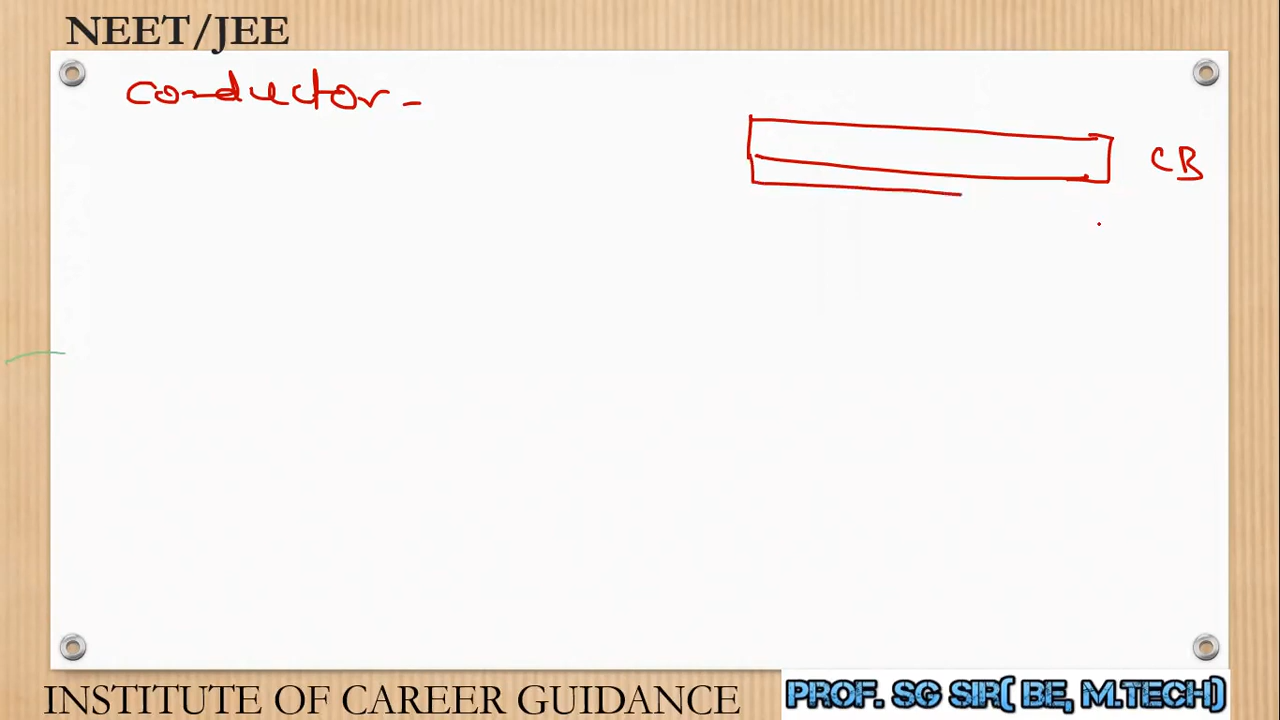 NEET/JEE
conductor -
CB
INSTITUTE OF CAREER GUIDANCE
PROF. SG SIR( BE, M.TECH)